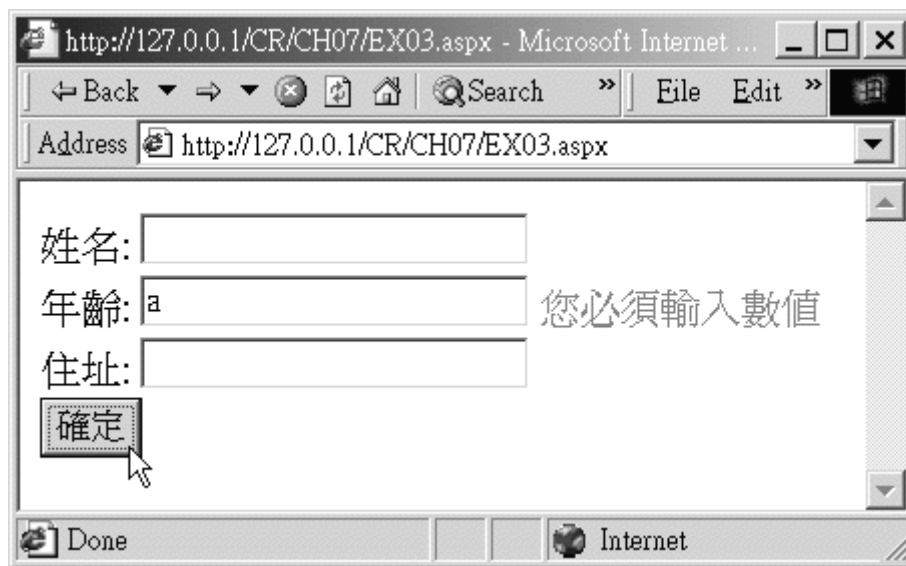 http://127.0.0.1/CR/CH07/EX03.aspx - Microsoft Internet ...
Back Search » File Edit »
Address http://127.0.0.1/CR/CH07/EX03.aspx
姓名:
年齡: a 您必須輸入數值
住址:
確定
Done Internet